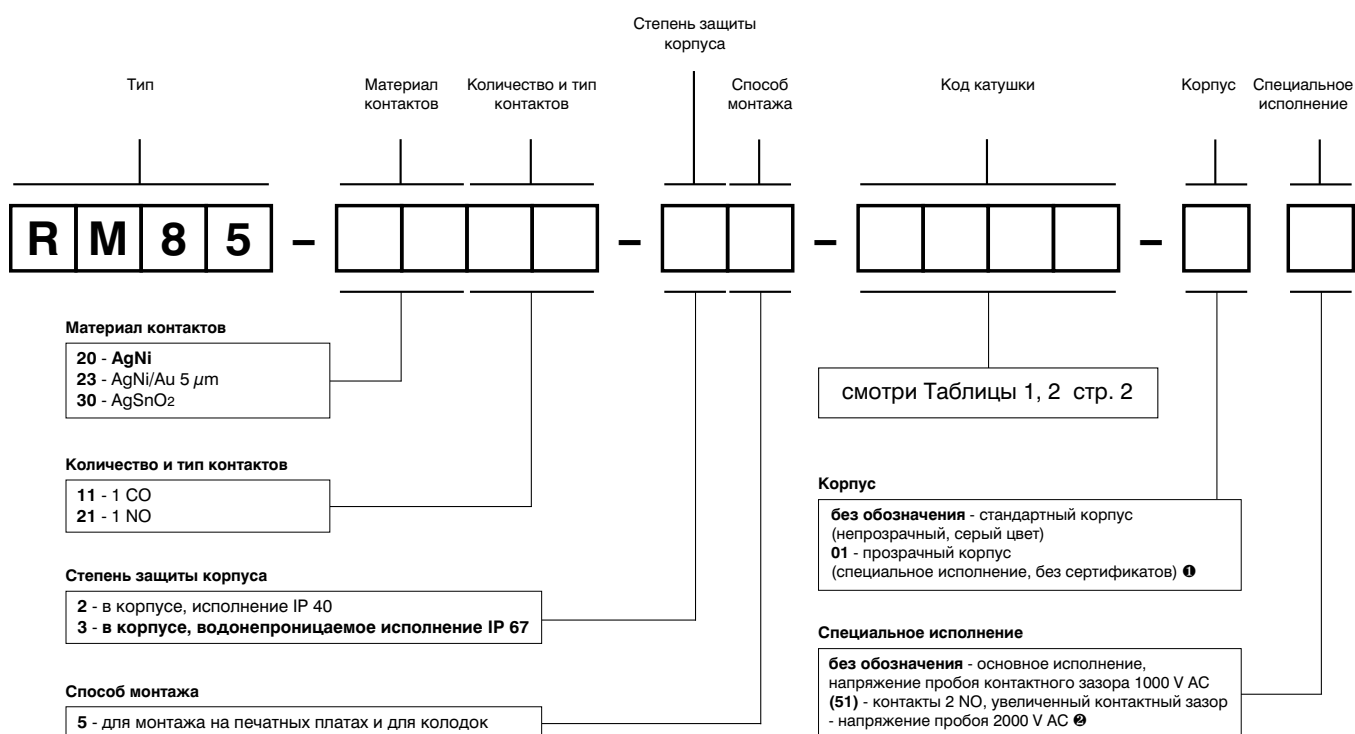 Степень защиты
корпуса
Тип
Материал
контактов
Количество и тип
контактов
Способ
монтажа
Код катушки
Корпус
Специальное
исполнение
RM85 - - - -
Материал контактов
20 - AgNi
23 - AgNi/Au 5 µm
30 - AgSnO2
Количество и тип контактов
11 - 1 CO
21 - 1 NO
Степень защиты корпуса
2 - в корпусе, исполнение IP 40
3 - в корпусе, водонепроницаемое исполнение IP 67
Способ монтажа
5 - для монтажа на печатных платах и для колодок
смотри Таблицы 1, 2 стр. 2
Корпус
без обозначения - стандартный корпус
(непрозрачный, серый цвет)
01 - прозрачный корпус
(специальное исполнение, без сертификатов) ❶
Специальное исполнение
без обозначения - основное исполнение,
напряжение пробоя контактного зазора 1000 V AC
(51) - контакты 2 NO, увеличенный контактный зазор
- напряжение пробоя 2000 V AC ❷